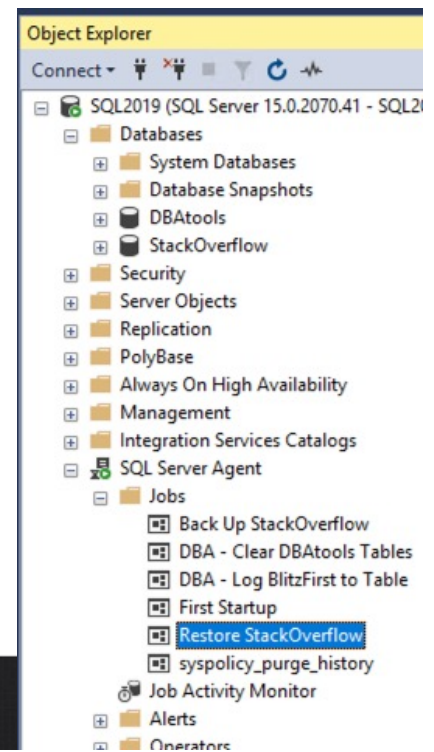 Object Explorer
Connect
SQL2019 (SQL Server 15.0.2070.41 - SQL20
Databases
System Databases
Database Snapshots
DBAtools
StackOverflow
Security
Server Objects
Replication
PolyBase
Always On High Availability
Management
Integration Services Catalogs
SQL Server Agent
Jobs
Back Up StackOverflow
DBA - Clear DBAtools Tables
DBA - Log BlitzFirst to Table
First Startup
Restore StackOverflow
syspolicy_purge_history
Job Activity Monitor
Alerts
Operators